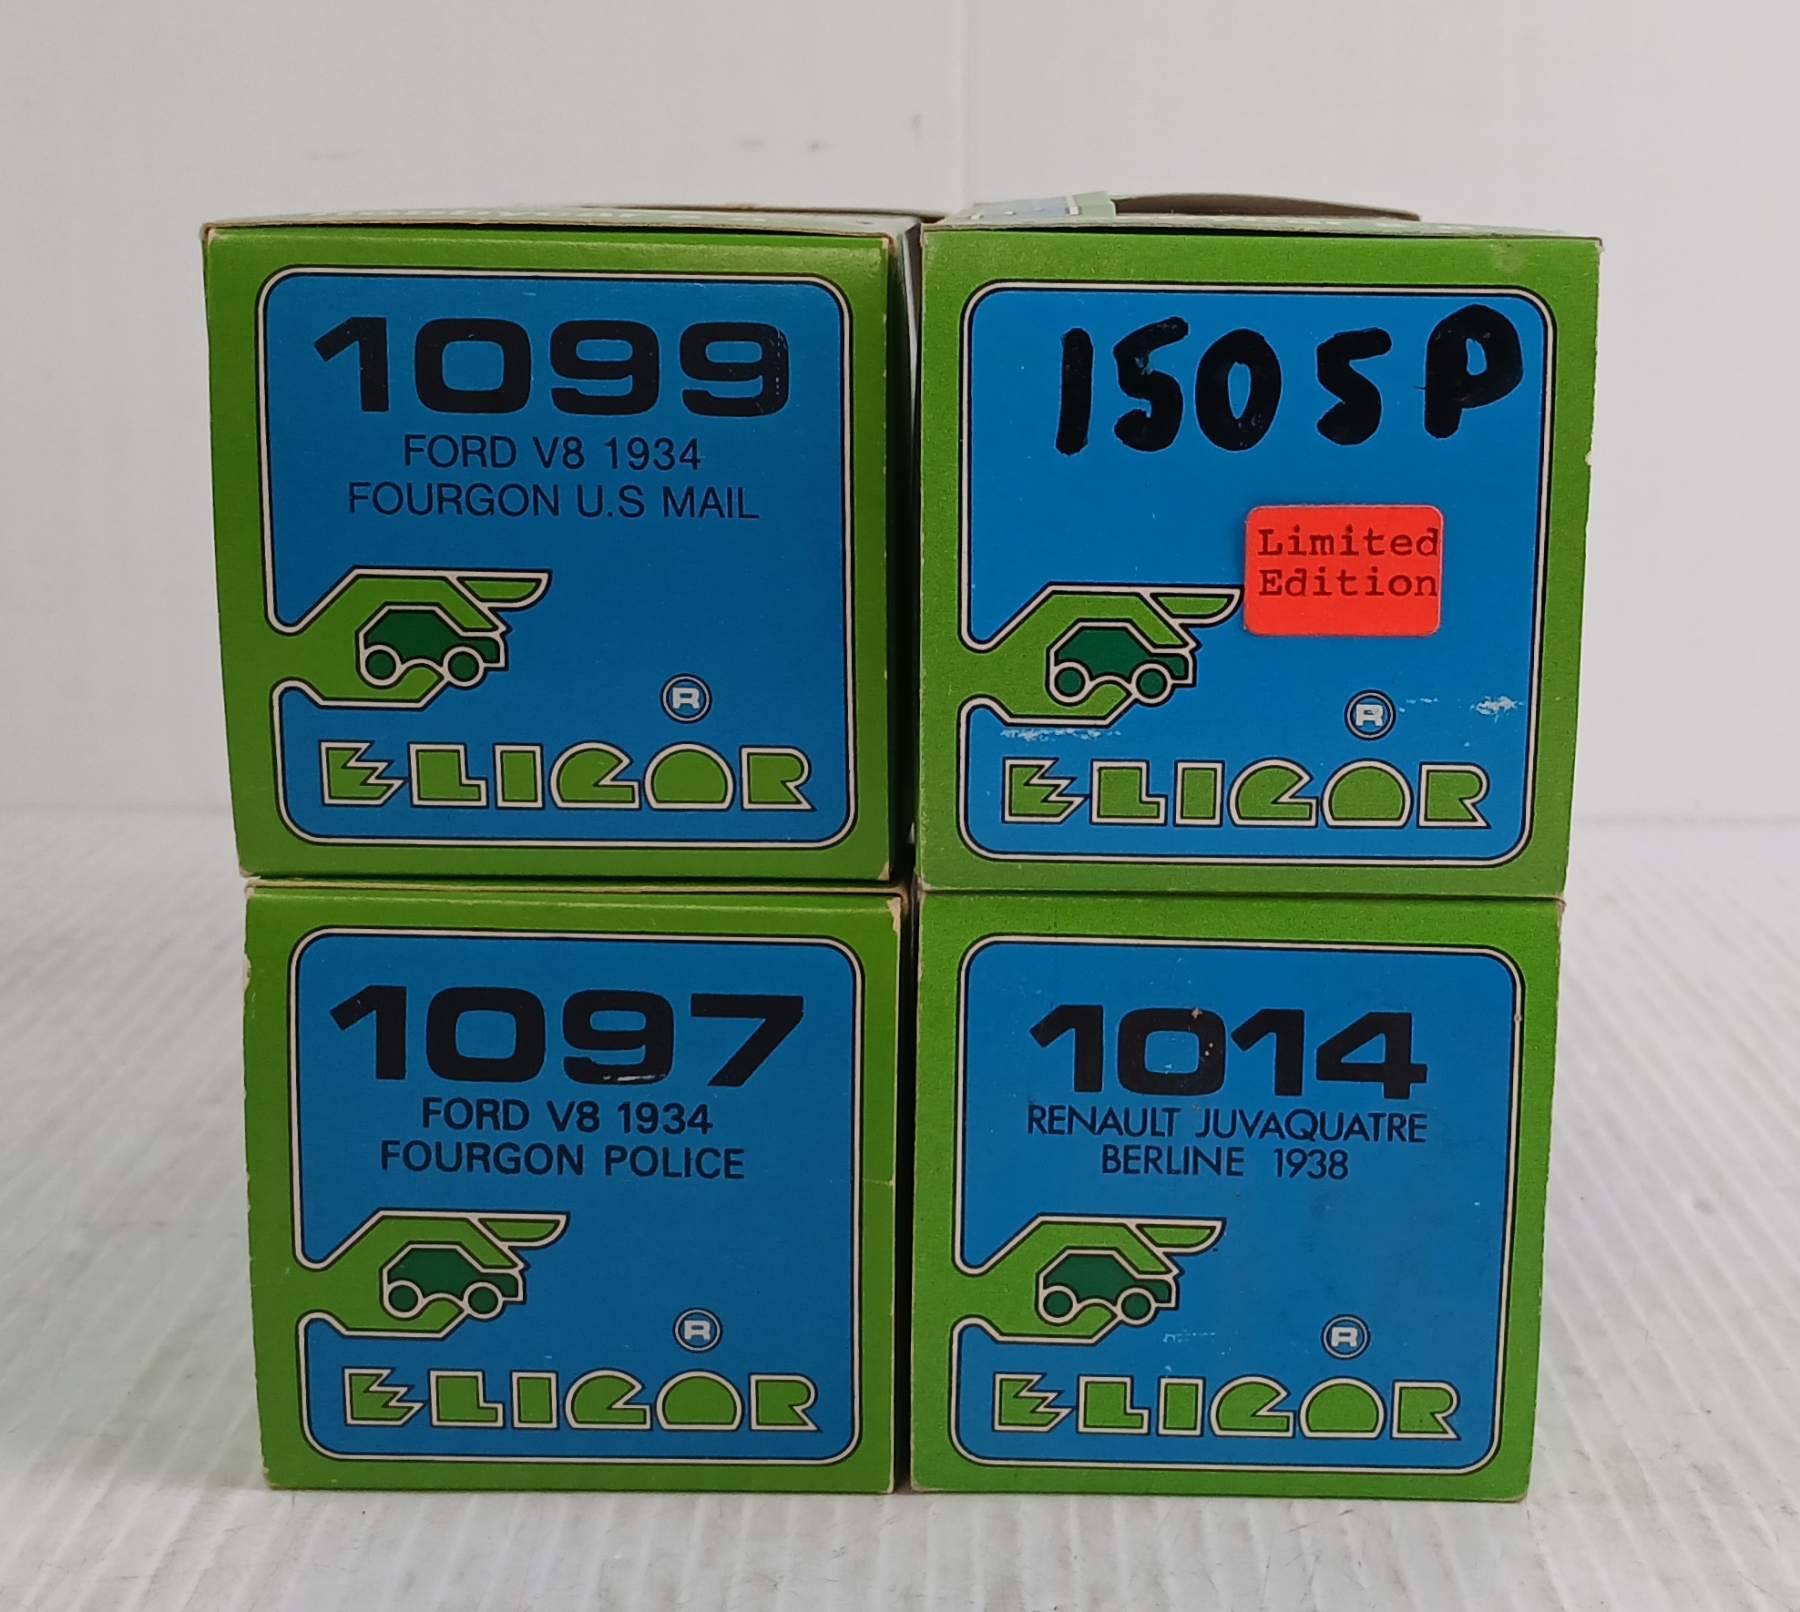 1099
FORD V8 1934
FOURGON U.S MAIL
R
ELIGOR
1505P
Limited
Edition
R
ELIGOR
1097
FORD V8 1934
FOURGON POLICE
R
ELIGOR
1014
RENAULT JUVAQUATRE
BERLINE 1938
R
ELIGOR